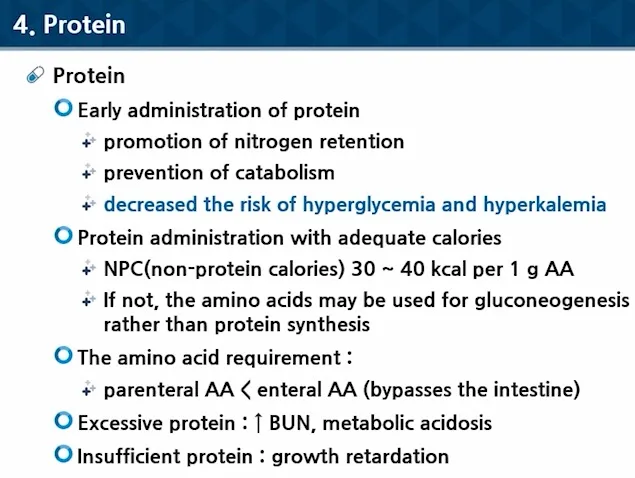 4. Protein
Protein
Early administration of protein
promotion of nitrogen retention
prevention of catabolism
decreased the risk of hyperglycemia and hyperkalemia
Protein administration with adequate calories
NPC(non-protein calories) 30 ~ 40 kcal per 1 g AA
If not, the amino acids may be used for gluconeogenesis
rather than protein synthesis
The amino acid requirement :
parenteral AA < enteral AA (bypasses the intestine)
Excessive protein : ↑ BUN, metabolic acidosis
Insufficient protein : growth retardation